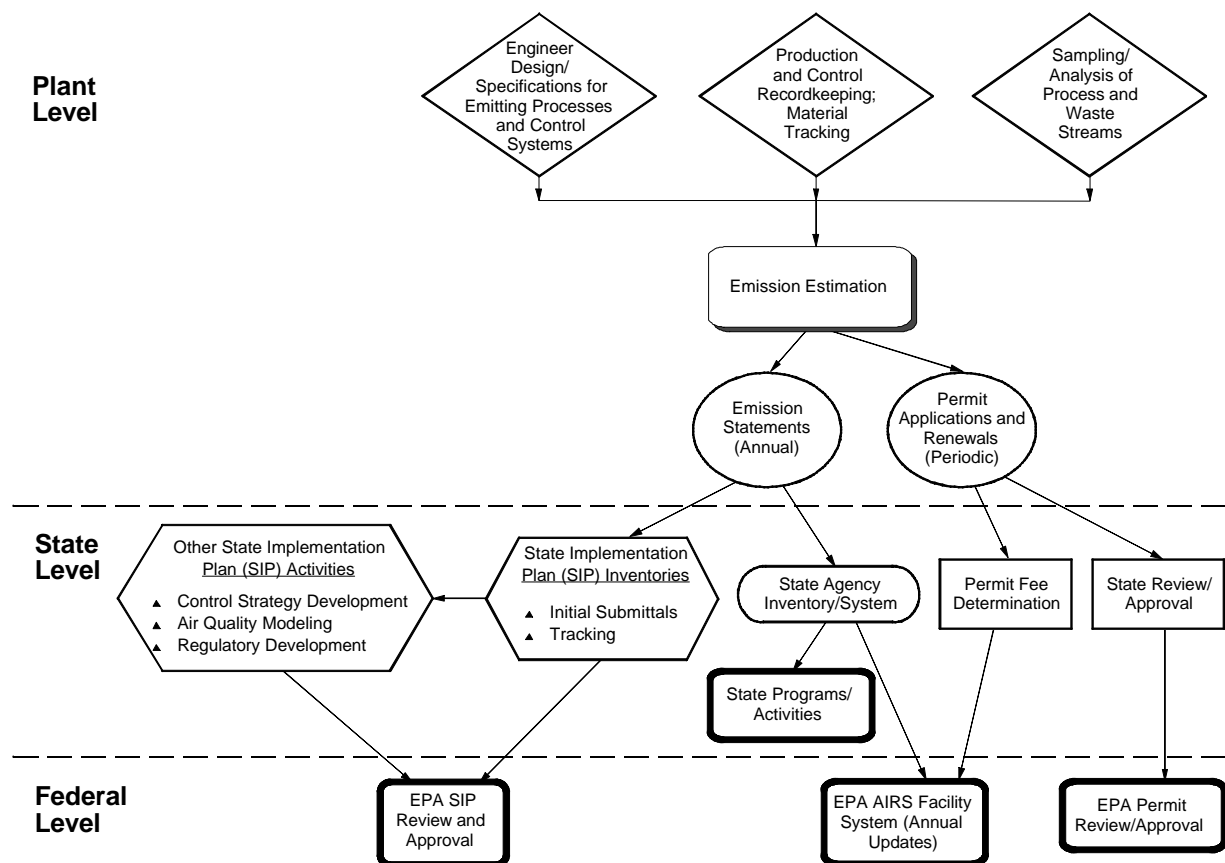 Plant
Level
Engineer
Design/
Specifications for
Emitting Processes
and Control
Systems
Production
and Control
Recordkeeping;
Material
Tracking
Sampling/
Analysis of
Process and
Waste
Streams
Emission Estimation
Emission
Statements
(Annual)
Permit
Applications and
Renewals
(Periodic)
State
Level
Other State Implementation
Plan (SIP) Activities
▲ Control Strategy Development
▲ Air Quality Modeling
▲ Regulatory Development
State Implementation
Plan (SIP) Inventories
▲ Initial Submittals
▲ Tracking
State Agency
Inventory/System
Permit Fee
Determination
State Review/
Approval
State Programs/
Activities
Federal
Level
EPA SIP
Review and
Approval
EPA AIRS Facility
System (Annual
Updates)
EPA Permit
Review/Approval